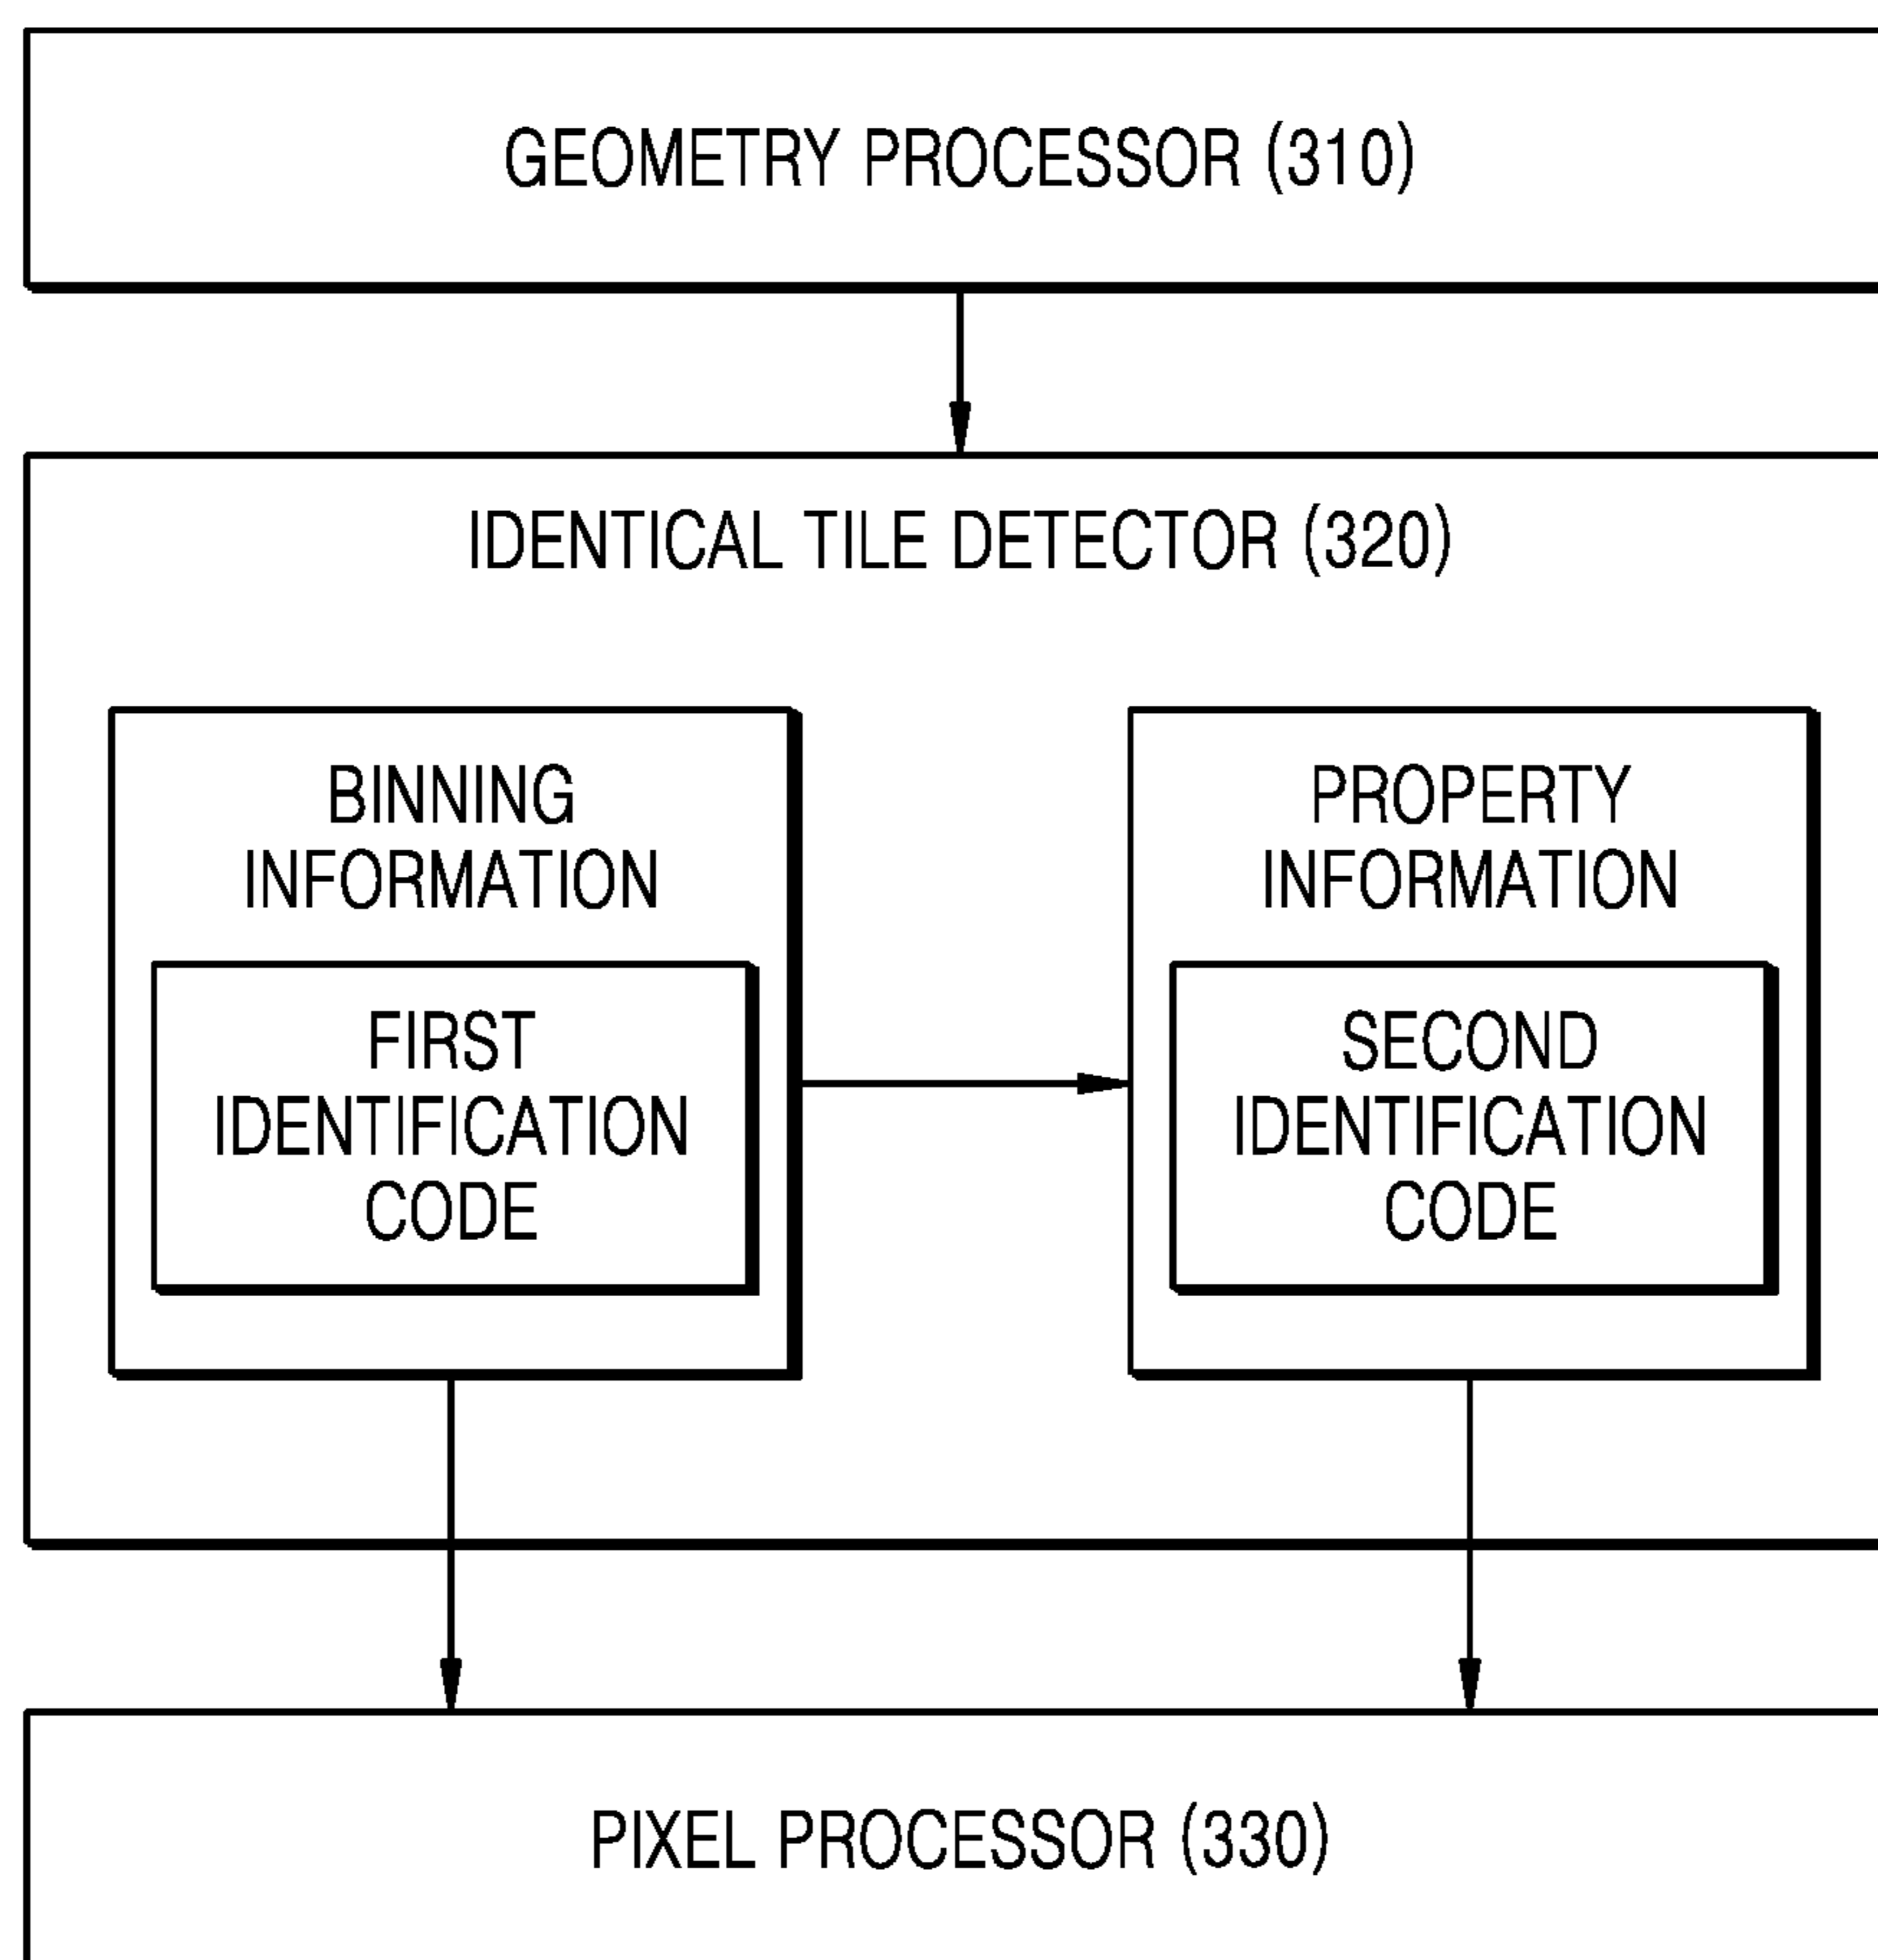 GEOMETRY PROCESSOR (310)
IDENTICAL TILE DETECTOR (320)
BINNING
INFORMATION
FIRST
IDENTIFICATION
CODE
PROPERTY
INFORMATION
SECOND
IDENTIFICATION
CODE
PIXEL PROCESSOR (330)